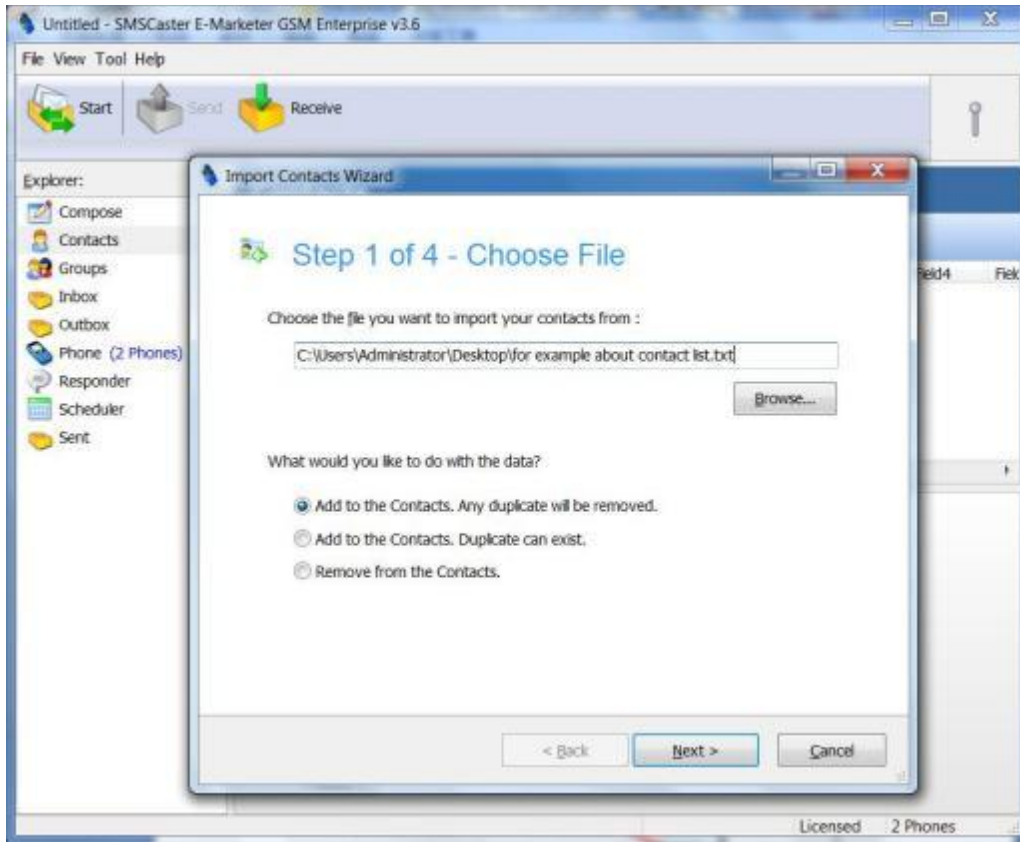 Untitled - SMSCaster E-Marketer GSM Enterprise v3.6
File View Tool Help
Start Send Receive
Explorer:
Compose
Contacts
Groups
Inbox
Outbox
Phone (2 Phones)
Responder
Scheduler
Sent
Import Contacts Wizard
Step 1 of 4 - Choose File
Choose the file you want to import your contacts from :
C:\Users\Administrator\Desktop\for example about contact list.txt
Browse...
What would you like to do with the data?
Add to the Contacts. Any duplicate will be removed.
Add to the Contacts. Duplicate can exist.
Remove from the Contacts.
< Back Next > Cancel
Field4 Fiek
Licensed 2 Phones